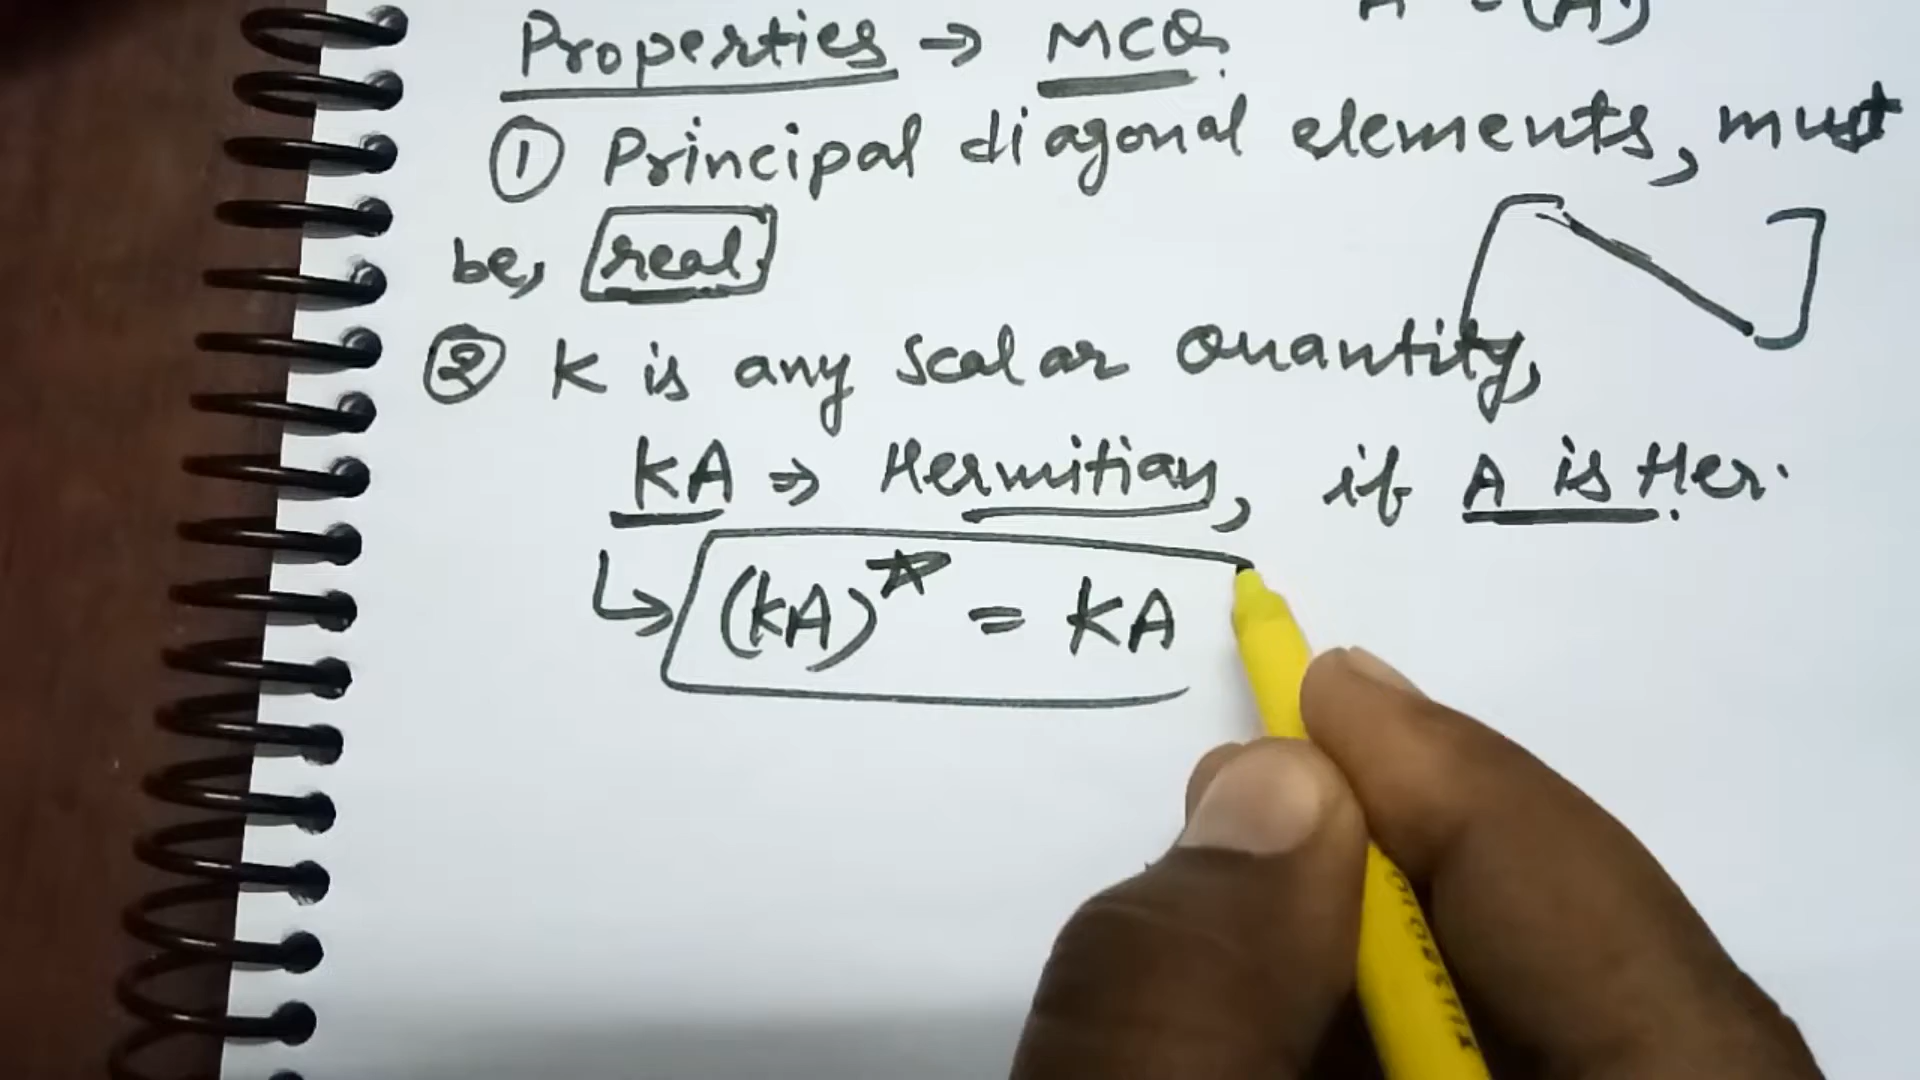 Properties → MCQ.
① Principal diagonal elements, must
be, real.
② K is any scalar Quantity,
KA ⇒ Hermitian, if A is Her.
↳ (KA)* = KA